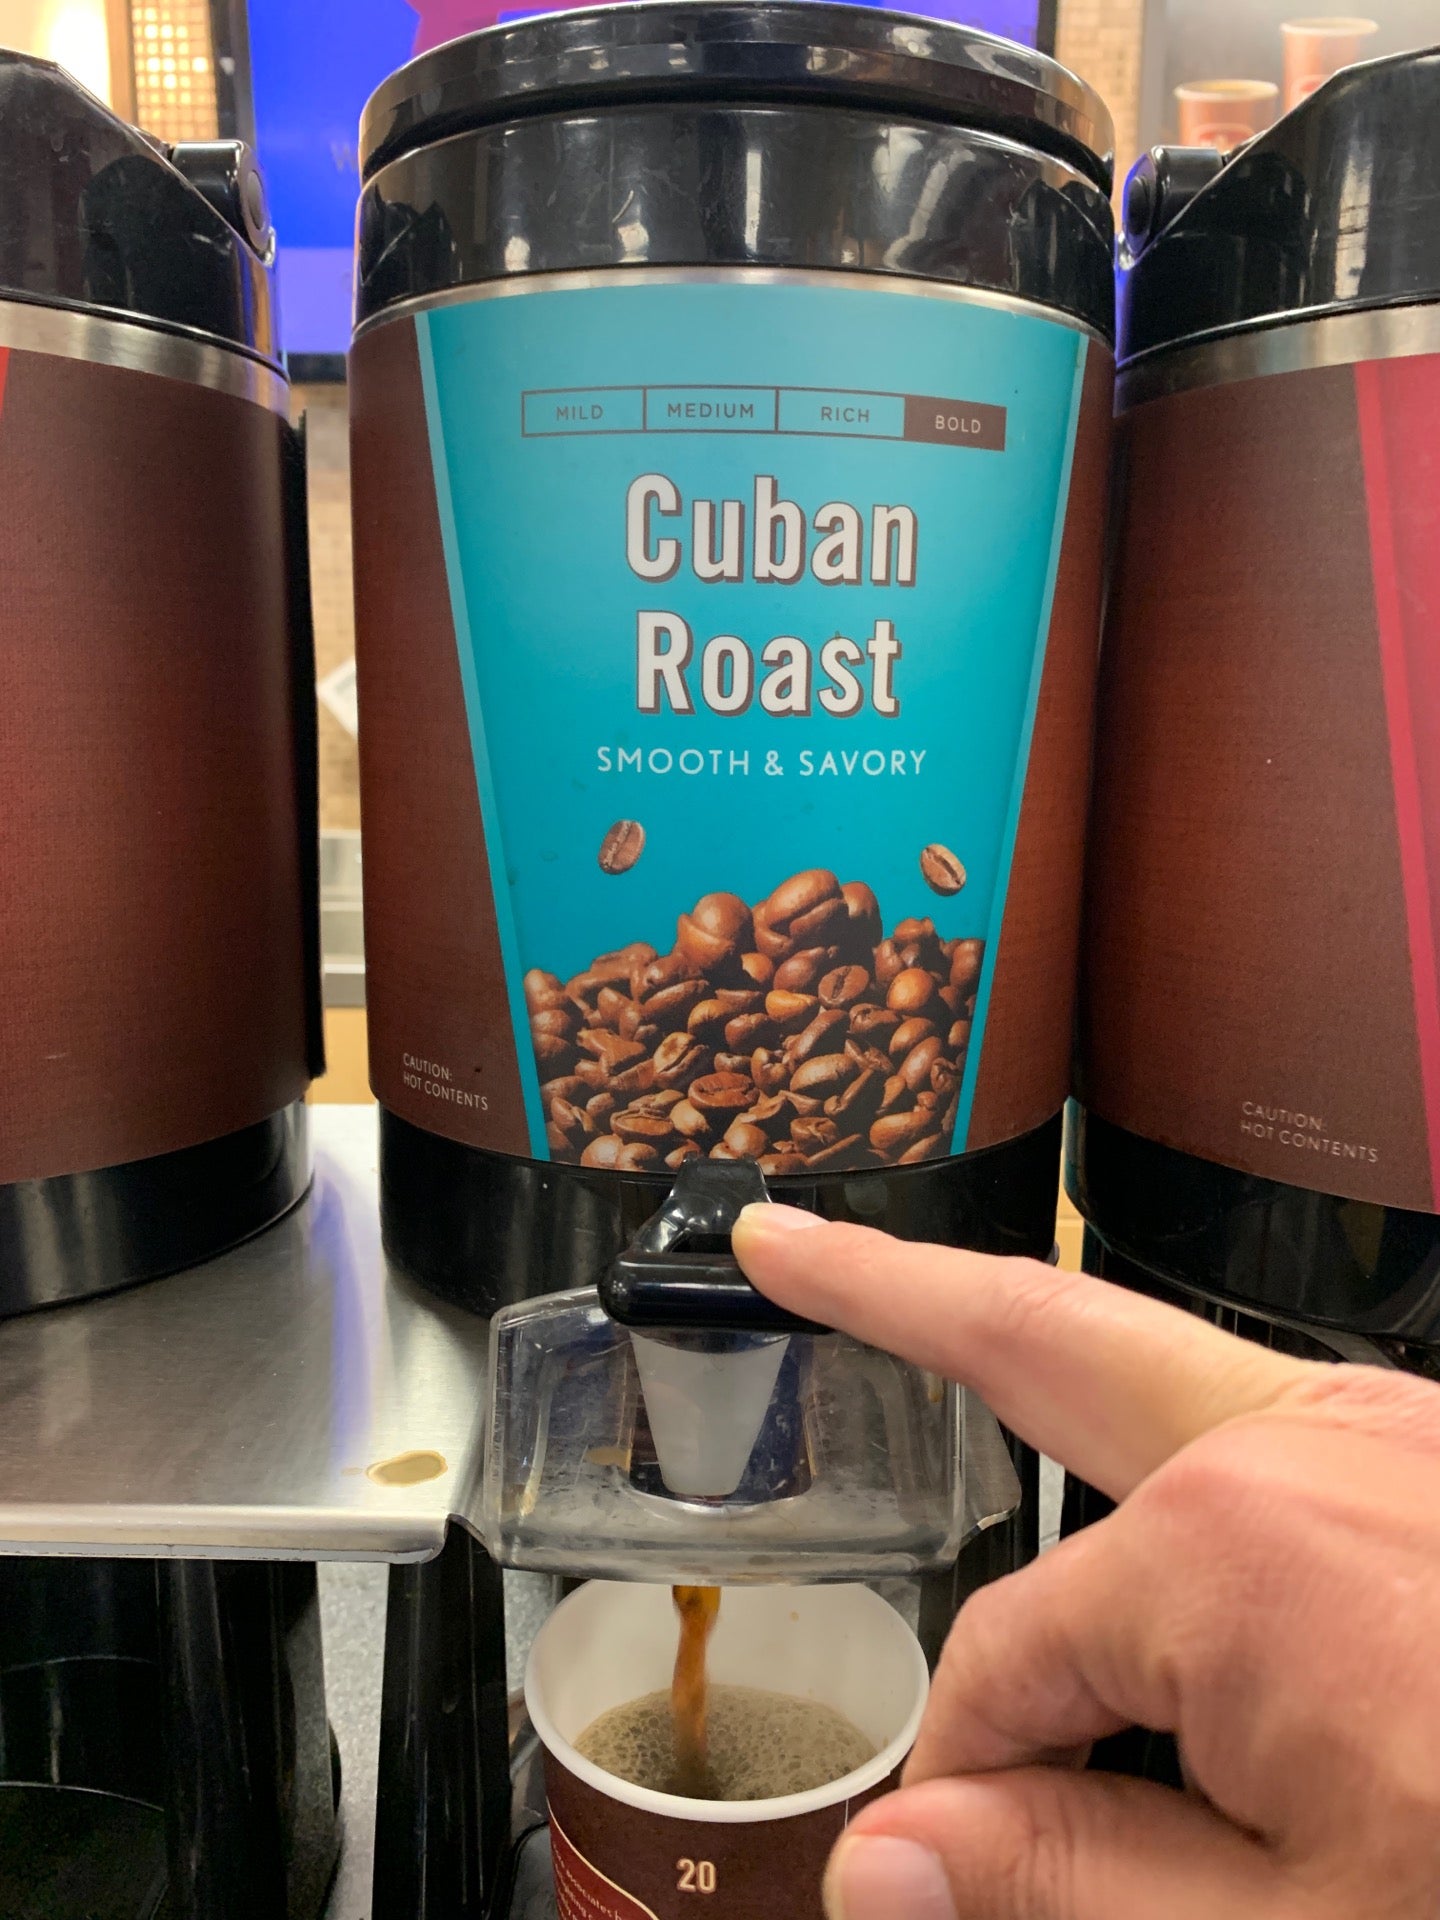 MILD MEDIUM RICH BOLD
Cuban
Roast
SMOOTH & SAVORY
CAUTION:
HOT CONTENTS
CAUTION:
HOT CONTENTS
20